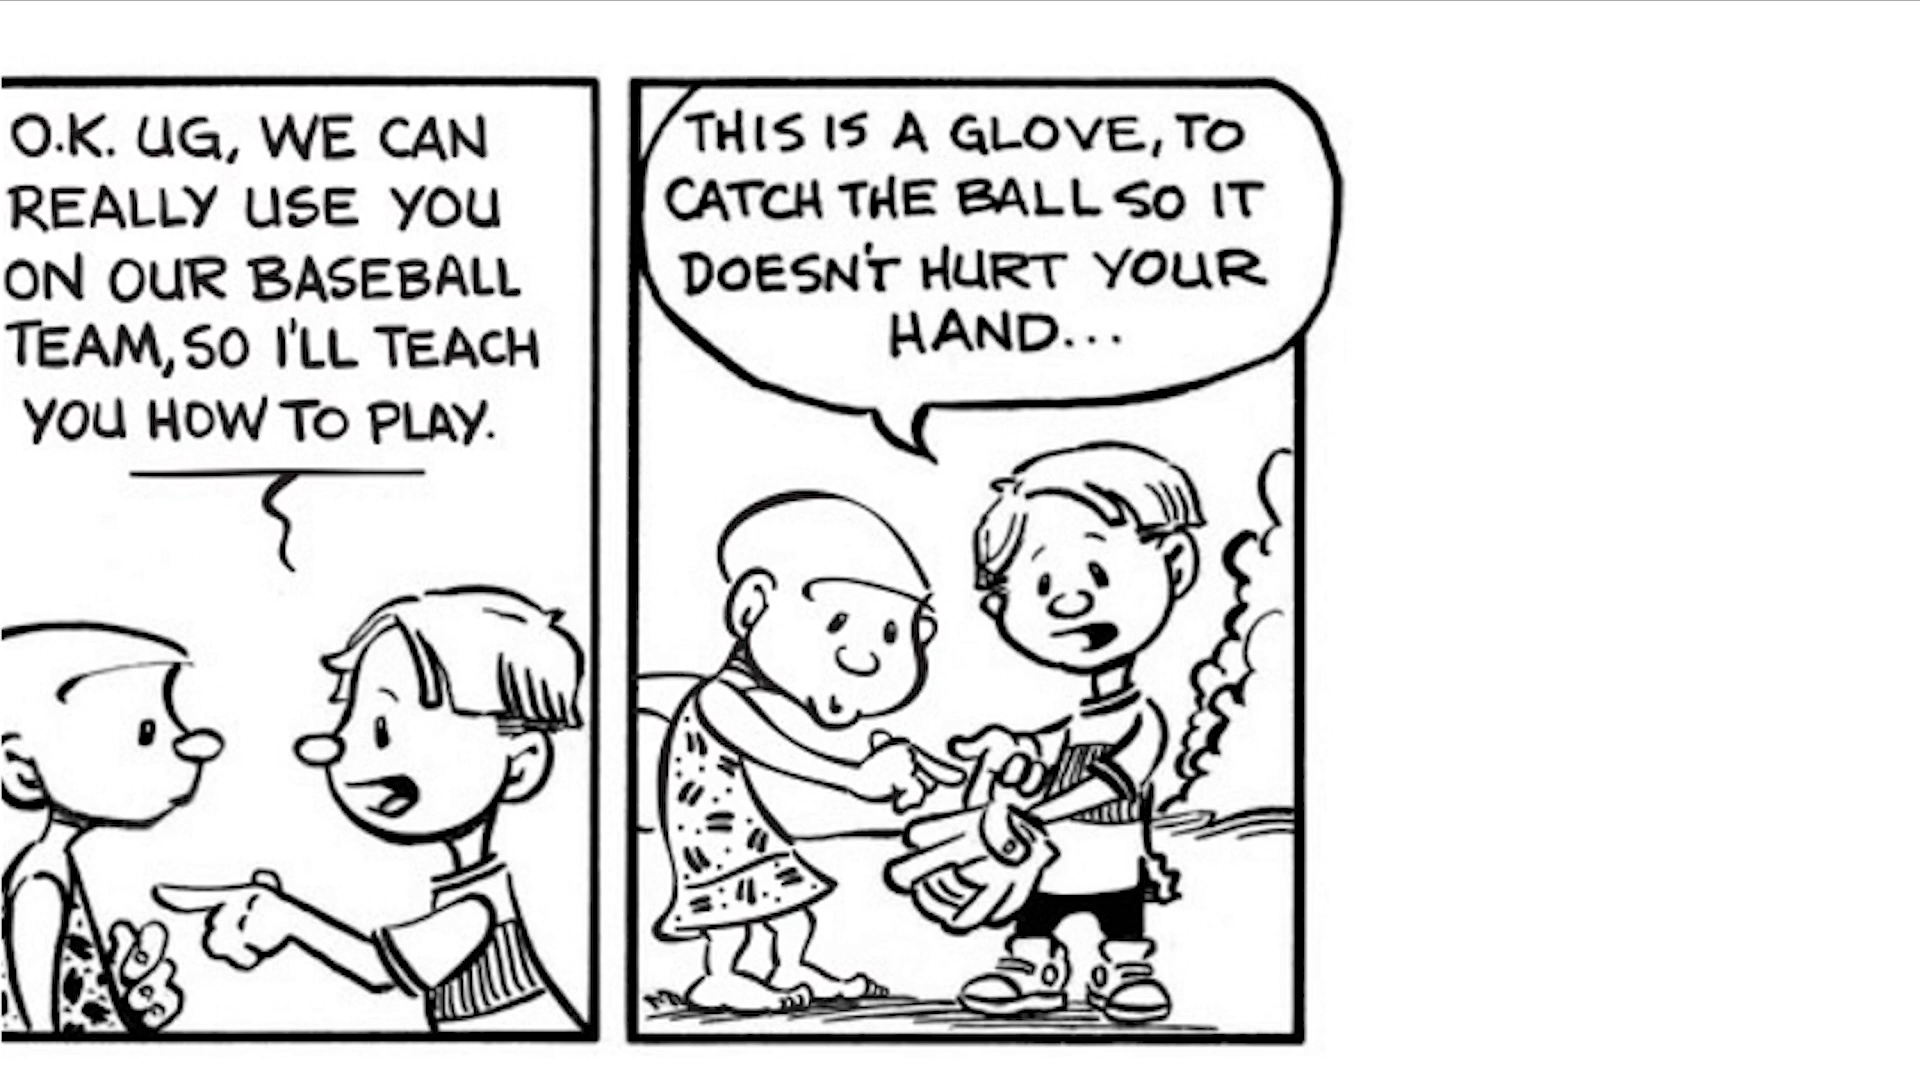 O.K. UG, WE CAN
REALLY USE YOU
ON OUR BASEBALL
TEAM, SO I'LL TEACH
YOU HOW TO PLAY.
THIS IS A GLOVE, TO
CATCH THE BALL SO IT
DOESN'T HURT YOUR
HAND...